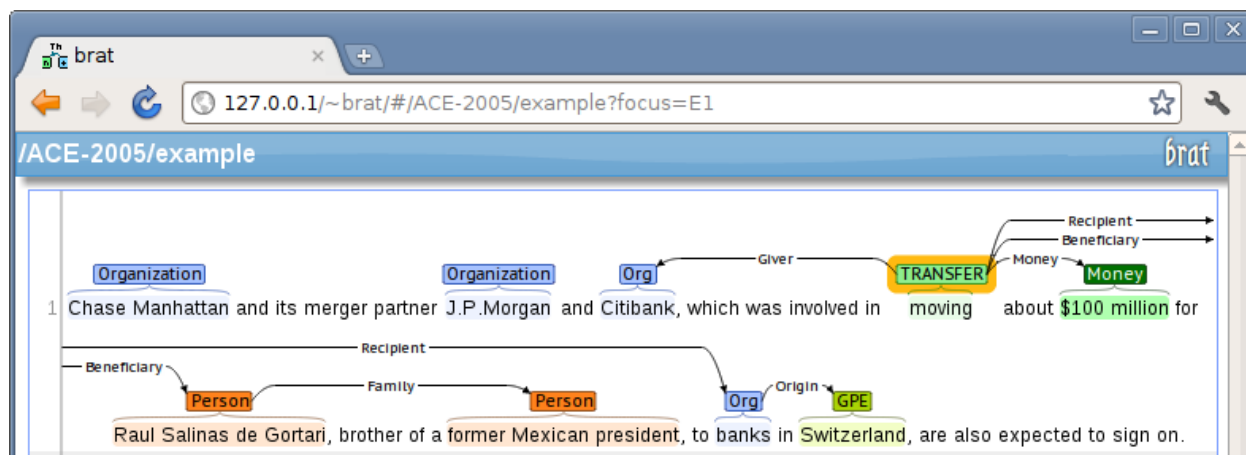 brat
127.0.0.1/~brat/#/ACE-2005/example?focus=E1
/ACE-2005/example brat
Recipient
Beneficiary
Giver Money
Organization Organization Org TRANSFER Money
1 Chase Manhattan and its merger partner J.P.Morgan and Citibank, which was involved in moving about $100 million for
Recipient
Beneficiary Family Origin
Person Person Org GPE
Raul Salinas de Gortari, brother of a former Mexican president, to banks in Switzerland, are also expected to sign on.